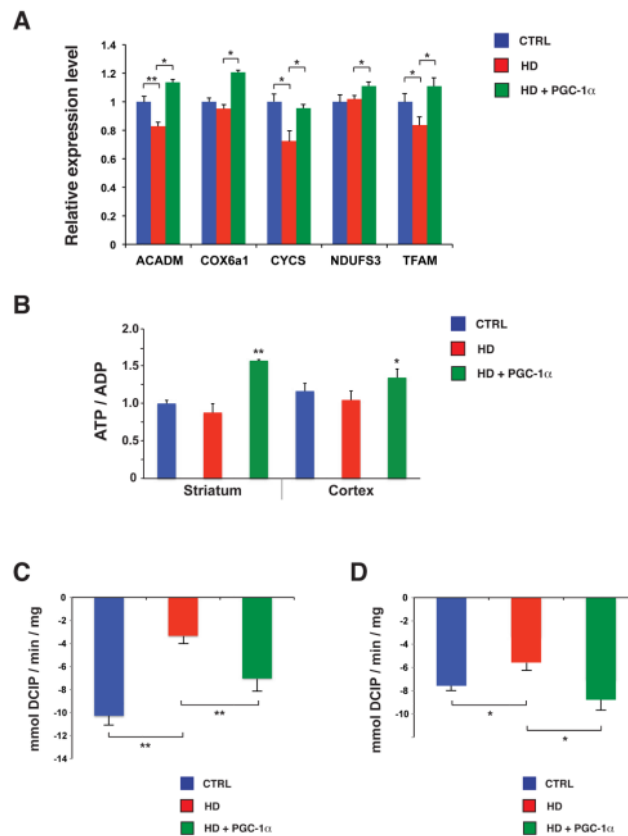 A
Relative expression level
1.4
1.2
1
0.8
0.6
0.4
0.2
0
** * * * * * * *
ACADM COX6a1 CYCS NDUFS3 TFAM
CTRL
HD
HD + PGC-1α
B
ATP / ADP
2.0
1.5
1.0
0.5
0
** *
Striatum Cortex
CTRL
HD
HD + PGC-1α
C
mmol DCIP / min / mg
0
-2
-4
-6
-8
-10
-12
-14
**
**
CTRL
HD
HD + PGC-1α
D
mmol DCIP / min / mg
0
-2
-4
-6
-8
-10
*
*
CTRL
HD
HD + PGC-1α